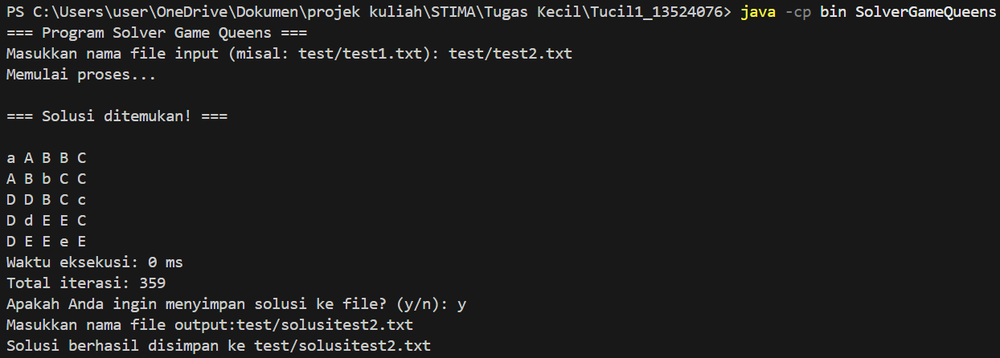 PS C:\Users\user\OneDrive\Dokumen\projek kuliah\STIMA\Tugas Kecil\Tucil1_13524076> java -cp bin SolverGameQueens
=== Program Solver Game Queens ===
Masukkan nama file input (misal: test/test1.txt): test/test2.txt
Memulai proses...

=== Solusi ditemukan! ===

a A B B C
A B b C C
D D B C c
D d E E C
D E E e E
Waktu eksekusi: 0 ms
Total iterasi: 359
Apakah Anda ingin menyimpan solusi ke file? (y/n): y
Masukkan nama file output:test/solusitest2.txt
Solusi berhasil disimpan ke test/solusitest2.txt